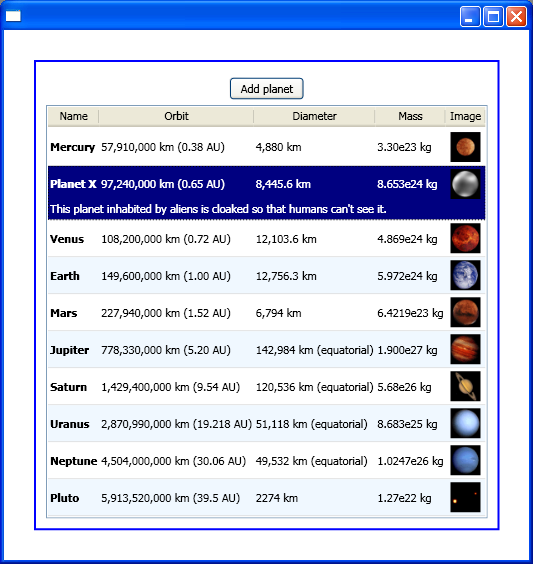 Add planet
Name Orbit Diameter Mass Image
Mercury 57,910,000 km (0.38 AU) 4,880 km 3.30e23 kg
Planet X 97,240,000 km (0.65 AU) 8,445.6 km 8.653e24 kg
This planet inhabited by aliens is cloaked so that humans can't see it.
Venus 108,200,000 km (0.72 AU) 12,103.6 km 4.869e24 kg
Earth 149,600,000 km (1.00 AU) 12,756.3 km 5.972e24 kg
Mars 227,940,000 km (1.52 AU) 6,794 km 6.4219e23 kg
Jupiter 778,330,000 km (5.20 AU) 142,984 km (equatorial) 1.900e27 kg
Saturn 1,429,400,000 km (9.54 AU) 120,536 km (equatorial) 5.68e26 kg
Uranus 2,870,990,000 km (19.218 AU) 51,118 km (equatorial) 8.683e25 kg
Neptune 4,504,000,000 km (30.06 AU) 49,532 km (equatorial) 1.0247e26 kg
Pluto 5,913,520,000 km (39.5 AU) 2274 km 1.27e22 kg